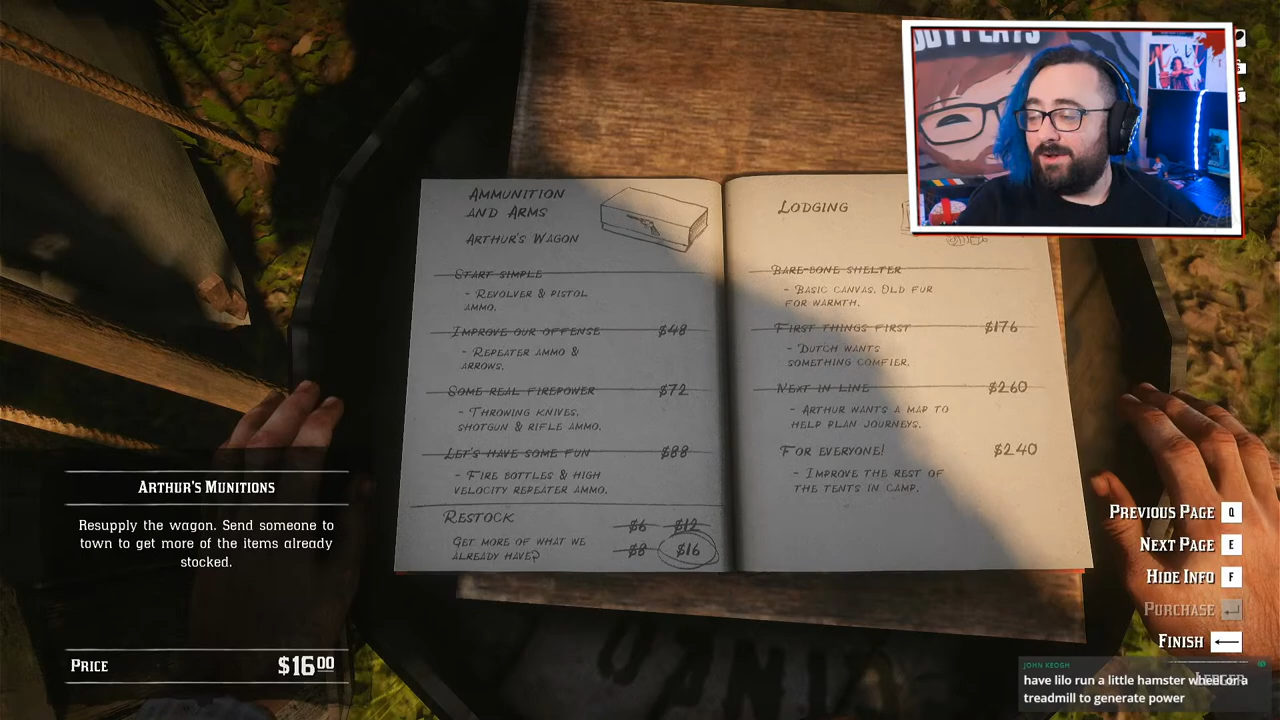 PLAYS
AMMUNITION
AND ARMS
ARTHUR'S WAGON
START SIMPLE
- REVOLVER & PISTOL
AMMO.
IMPROVE OUR OFFENSE $48
- REPEATER AMMO &
ARROWS.
SOME REAL FIREPOWER $72
- THROWING KNIVES,
SHOTGUN & RIFLE AMMO.
LET'S HAVE SOME FUN $88
- FIRE BOTTLES & HIGH
VELOCITY REPEATER AMMO.
RESTOCK
$6 $12
GET MORE OF WHAT WE
ALREADY HAVE? $8 $16
LODGING
BARE-BONE SHELTER
- BASIC CANVAS. OLD FUR
FOR WARMTH.
FIRST THINGS FIRST $176
- DUTCH WANTS
SOMETHING COMFIER.
NEXT IN LINE $260
- ARTHUR WANTS A MAP TO
HELP PLAN JOURNEYS.
FOR EVERYONE! $240
- IMPROVE THE REST OF
THE TENTS IN CAMP.
ARTHUR'S MUNITIONS
Resupply the wagon. Send someone to
town to get more of the items already
stocked.
PRICE $16.00
PREVIOUS PAGE Q
NEXT PAGE E
HIDE INFO F
PURCHASE
FINISH
LEDGER
JOHN KEOGH
have lilo run a little hamster wheel or a
treadmill to generate power